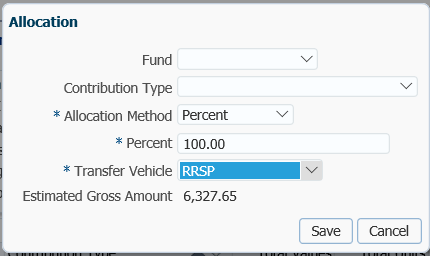 Allocation
Fund
Contribution Type
* Allocation Method Percent
* Percent 100.00
* Transfer Vehicle RRSP
Estimated Gross Amount 6,327.65
Save Cancel